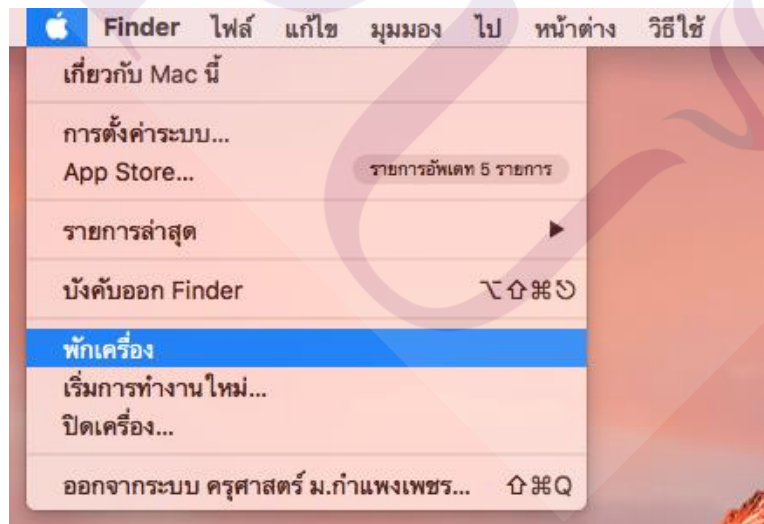 Finder ไฟล์ แก้ไข มุมมอง ไป หน้าต่าง วิธีใช้
เกี่ยวกับ Mac นี้
การตั้งค่าระบบ...
App Store... รายการอัพเดท 5 รายการ
รายการล่าสุด ▶
บังคับออก Finder ⌥⇧⌘⎋
พักเครื่อง
เริ่มการทำงานใหม่...
ปิดเครื่อง...
ออกจากระบบ ครุศาสตร์ ม.กำแพงเพชร... ⇧⌘Q